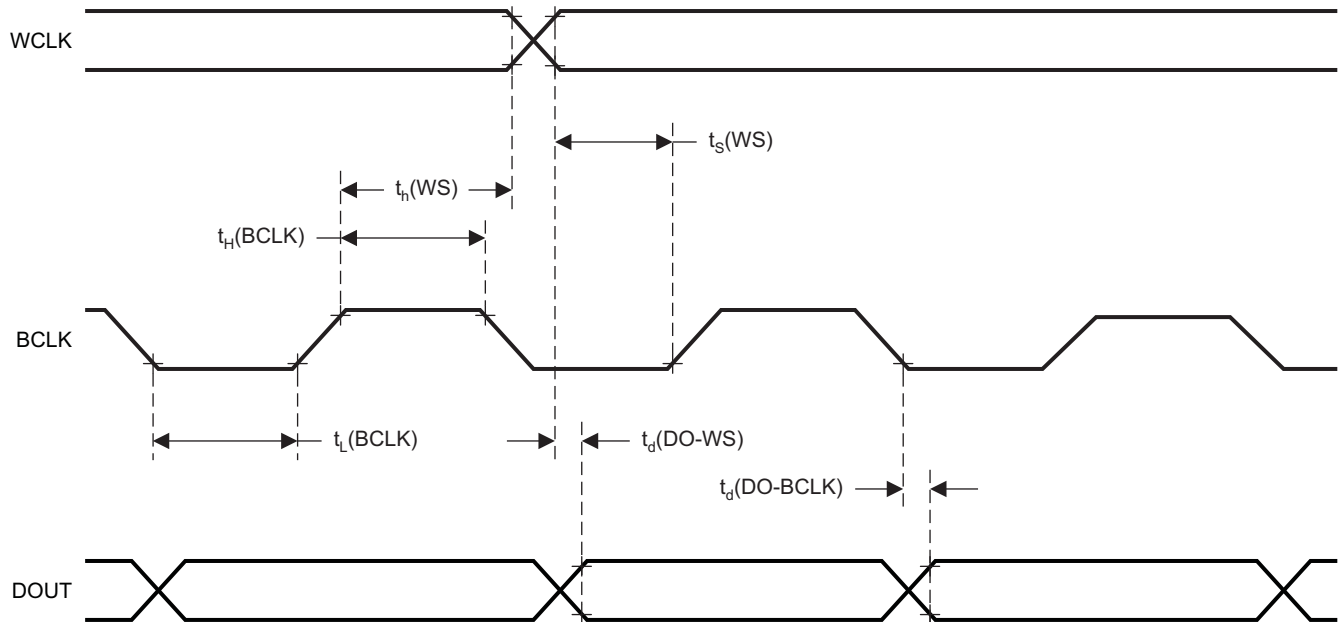 WCLK
tS(WS)
th(WS)
tH(BCLK)
BCLK
tL(BCLK)
td(DO-WS)
td(DO-BCLK)
DOUT